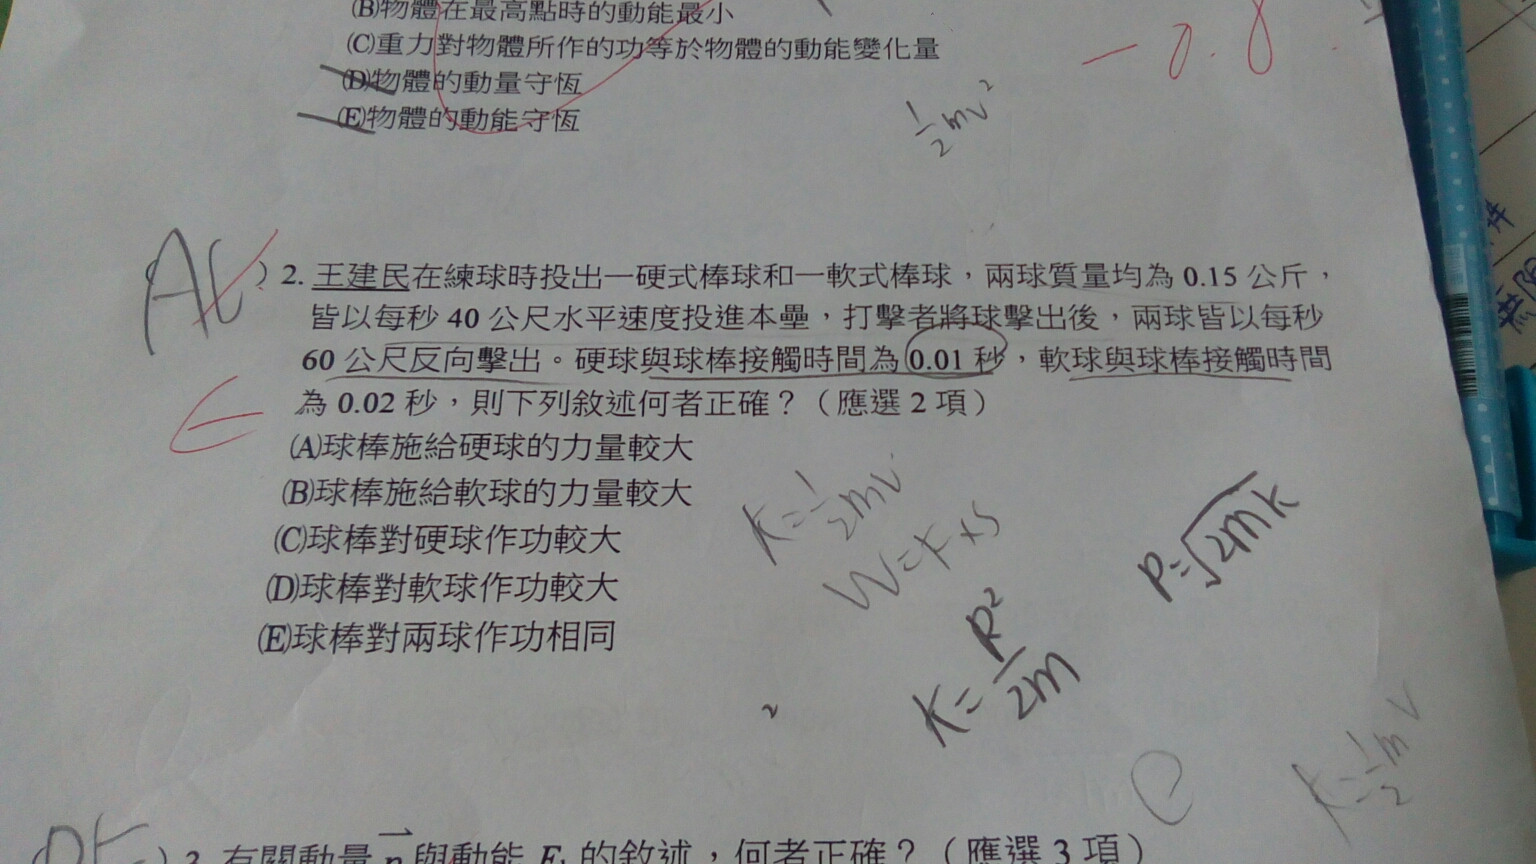 (B)物體在最高點時的動能最小
(C)重力對物體所作的功等於物體的動能變化量
(D)物體的動量守恆
(E)物體的動能守恆
-0.8
1/2 mv²
AC
E
) 2. 王建民在練球時投出一硬式棒球和一軟式棒球，兩球質量均為 0.15 公斤，
皆以每秒 40 公尺水平速度投進本壘，打擊者將球擊出後，兩球皆以每秒
60 公尺反向擊出。硬球與球棒接觸時間為 0.01 秒，軟球與球棒接觸時間
為 0.02 秒，則下列敘述何者正確？（應選 2 項）
(A)球棒施給硬球的力量較大
(B)球棒施給軟球的力量較大
(C)球棒對硬球作功較大
(D)球棒對軟球作功較大
(E)球棒對兩球作功相同
K=1/2mv
W=F×S
P=√2mk
K=P²/2m
K=1/2mv
) 3. 有關動量 p 與動能 Ek 的敘述，何者正確？（應選 3 項）